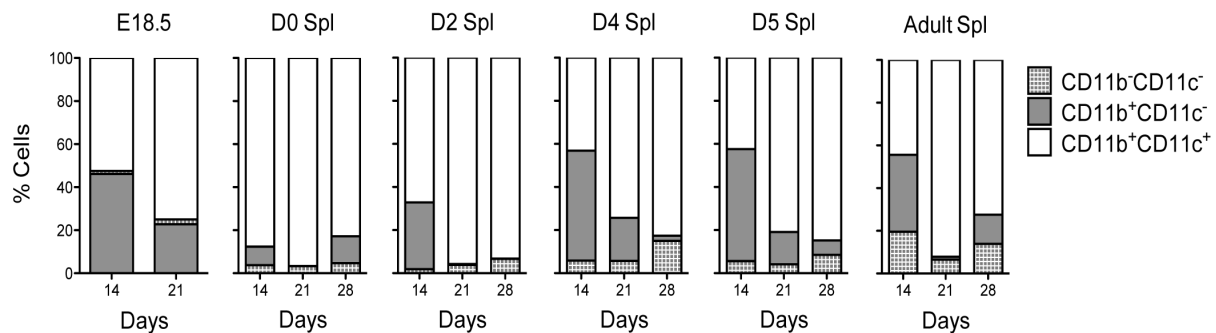 E18.5 D0 Spl D2 Spl D4 Spl D5 Spl Adult Spl
100
80
60
40
20
0
% Cells
CD11b⁻CD11c⁻
CD11b⁺CD11c⁻
CD11b⁺CD11c⁺
14 21 14 21 28 14 21 28 14 21 28 14 21 28 14 21 28
Days Days Days Days Days Days